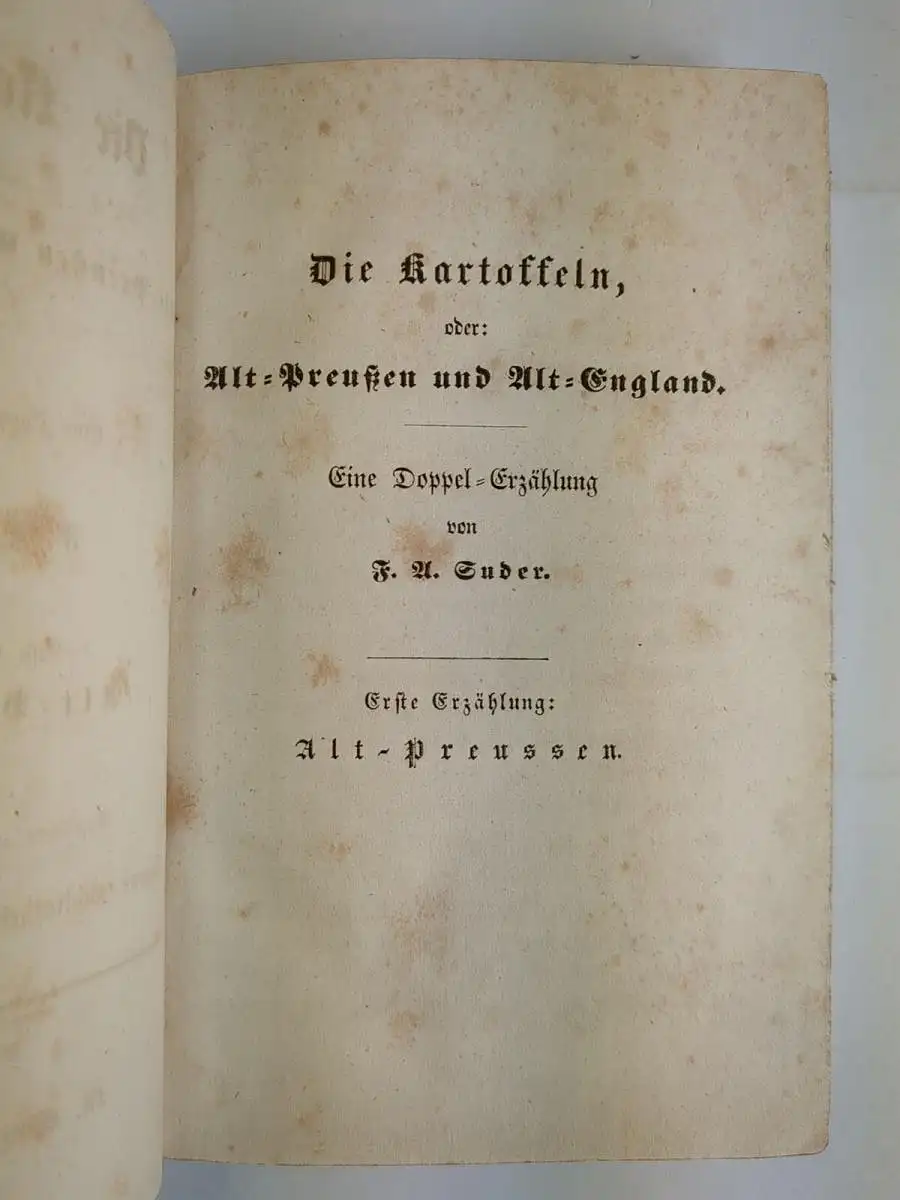 Die Kartoffeln,
oder:
Alt-Preußen und Alt-England.
Eine Doppel-Erzählung
von
F. A. Suder.
Erste Erzählung:
Alt-Preussen.